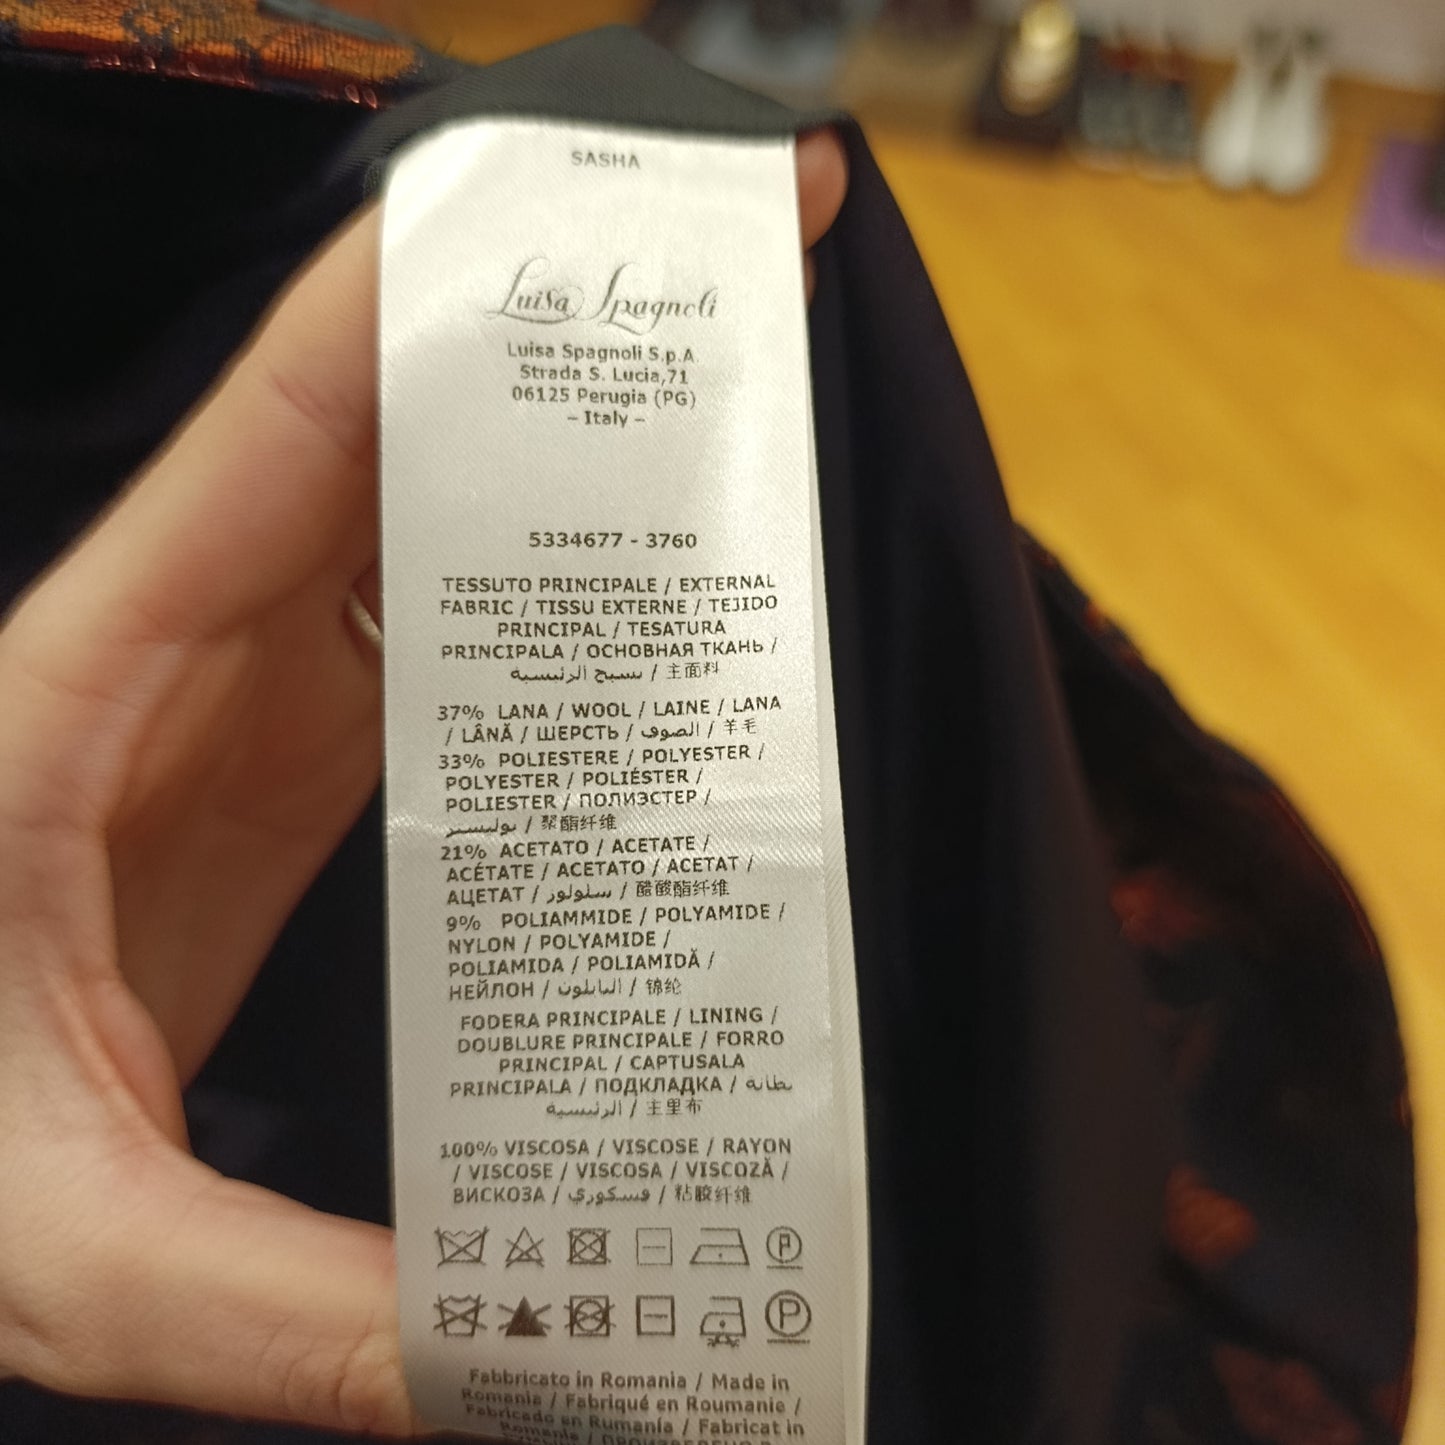 SASHA
Luisa Spagnoli
Luisa Spagnoli S.p.A.
Strada S. Lucia,71
06125 Perugia (PG)
– Italy –
5334677 - 3760
TESSUTO PRINCIPALE / EXTERNAL
FABRIC / TISSU EXTERNE / TEJIDO
PRINCIPAL / TESATURA
PRINCIPALA / ОСНОВНАЯ ТКАНЬ /
نسيج الرئيسية / 主面料
37% LANA / WOOL / LAINE / LANA
/ LÂNĂ / ШЕРСТЬ / الصوف / 羊毛
33% POLIESTERE / POLYESTER /
POLYESTER / POLIÉSTER /
POLIESTER / ПОЛИЭСТЕР /
بوليستر / 聚酯纤维
21% ACETATO / ACETATE /
ACÉTATE / ACETATO / ACETAT /
АЦЕТАТ / سلولوز / 醋酸酯纤维
9% POLIAMMIDE / POLYAMIDE /
NYLON / POLYAMIDE /
POLIAMIDA / POLIAMIDĂ /
НЕЙЛОН / النايلون / 锦纶
FODERA PRINCIPALE / LINING /
DOUBLURE PRINCIPALE / FORRO
PRINCIPAL / CAPTUSALA
PRINCIPALA / ПОДКЛАДКА / بطانة
الرئيسية / 主里布
100% VISCOSA / VISCOSE / RAYON
/ VISCOSE / VISCOSA / VISCOZĂ /
ВИСКОЗА / فسكوزي / 粘胶纤维
P
P
Fabbricato in Romania / Made in
Romania / Fabriqué en Roumanie /
Fabricado en Rumanía / Fabricat in
Romania /